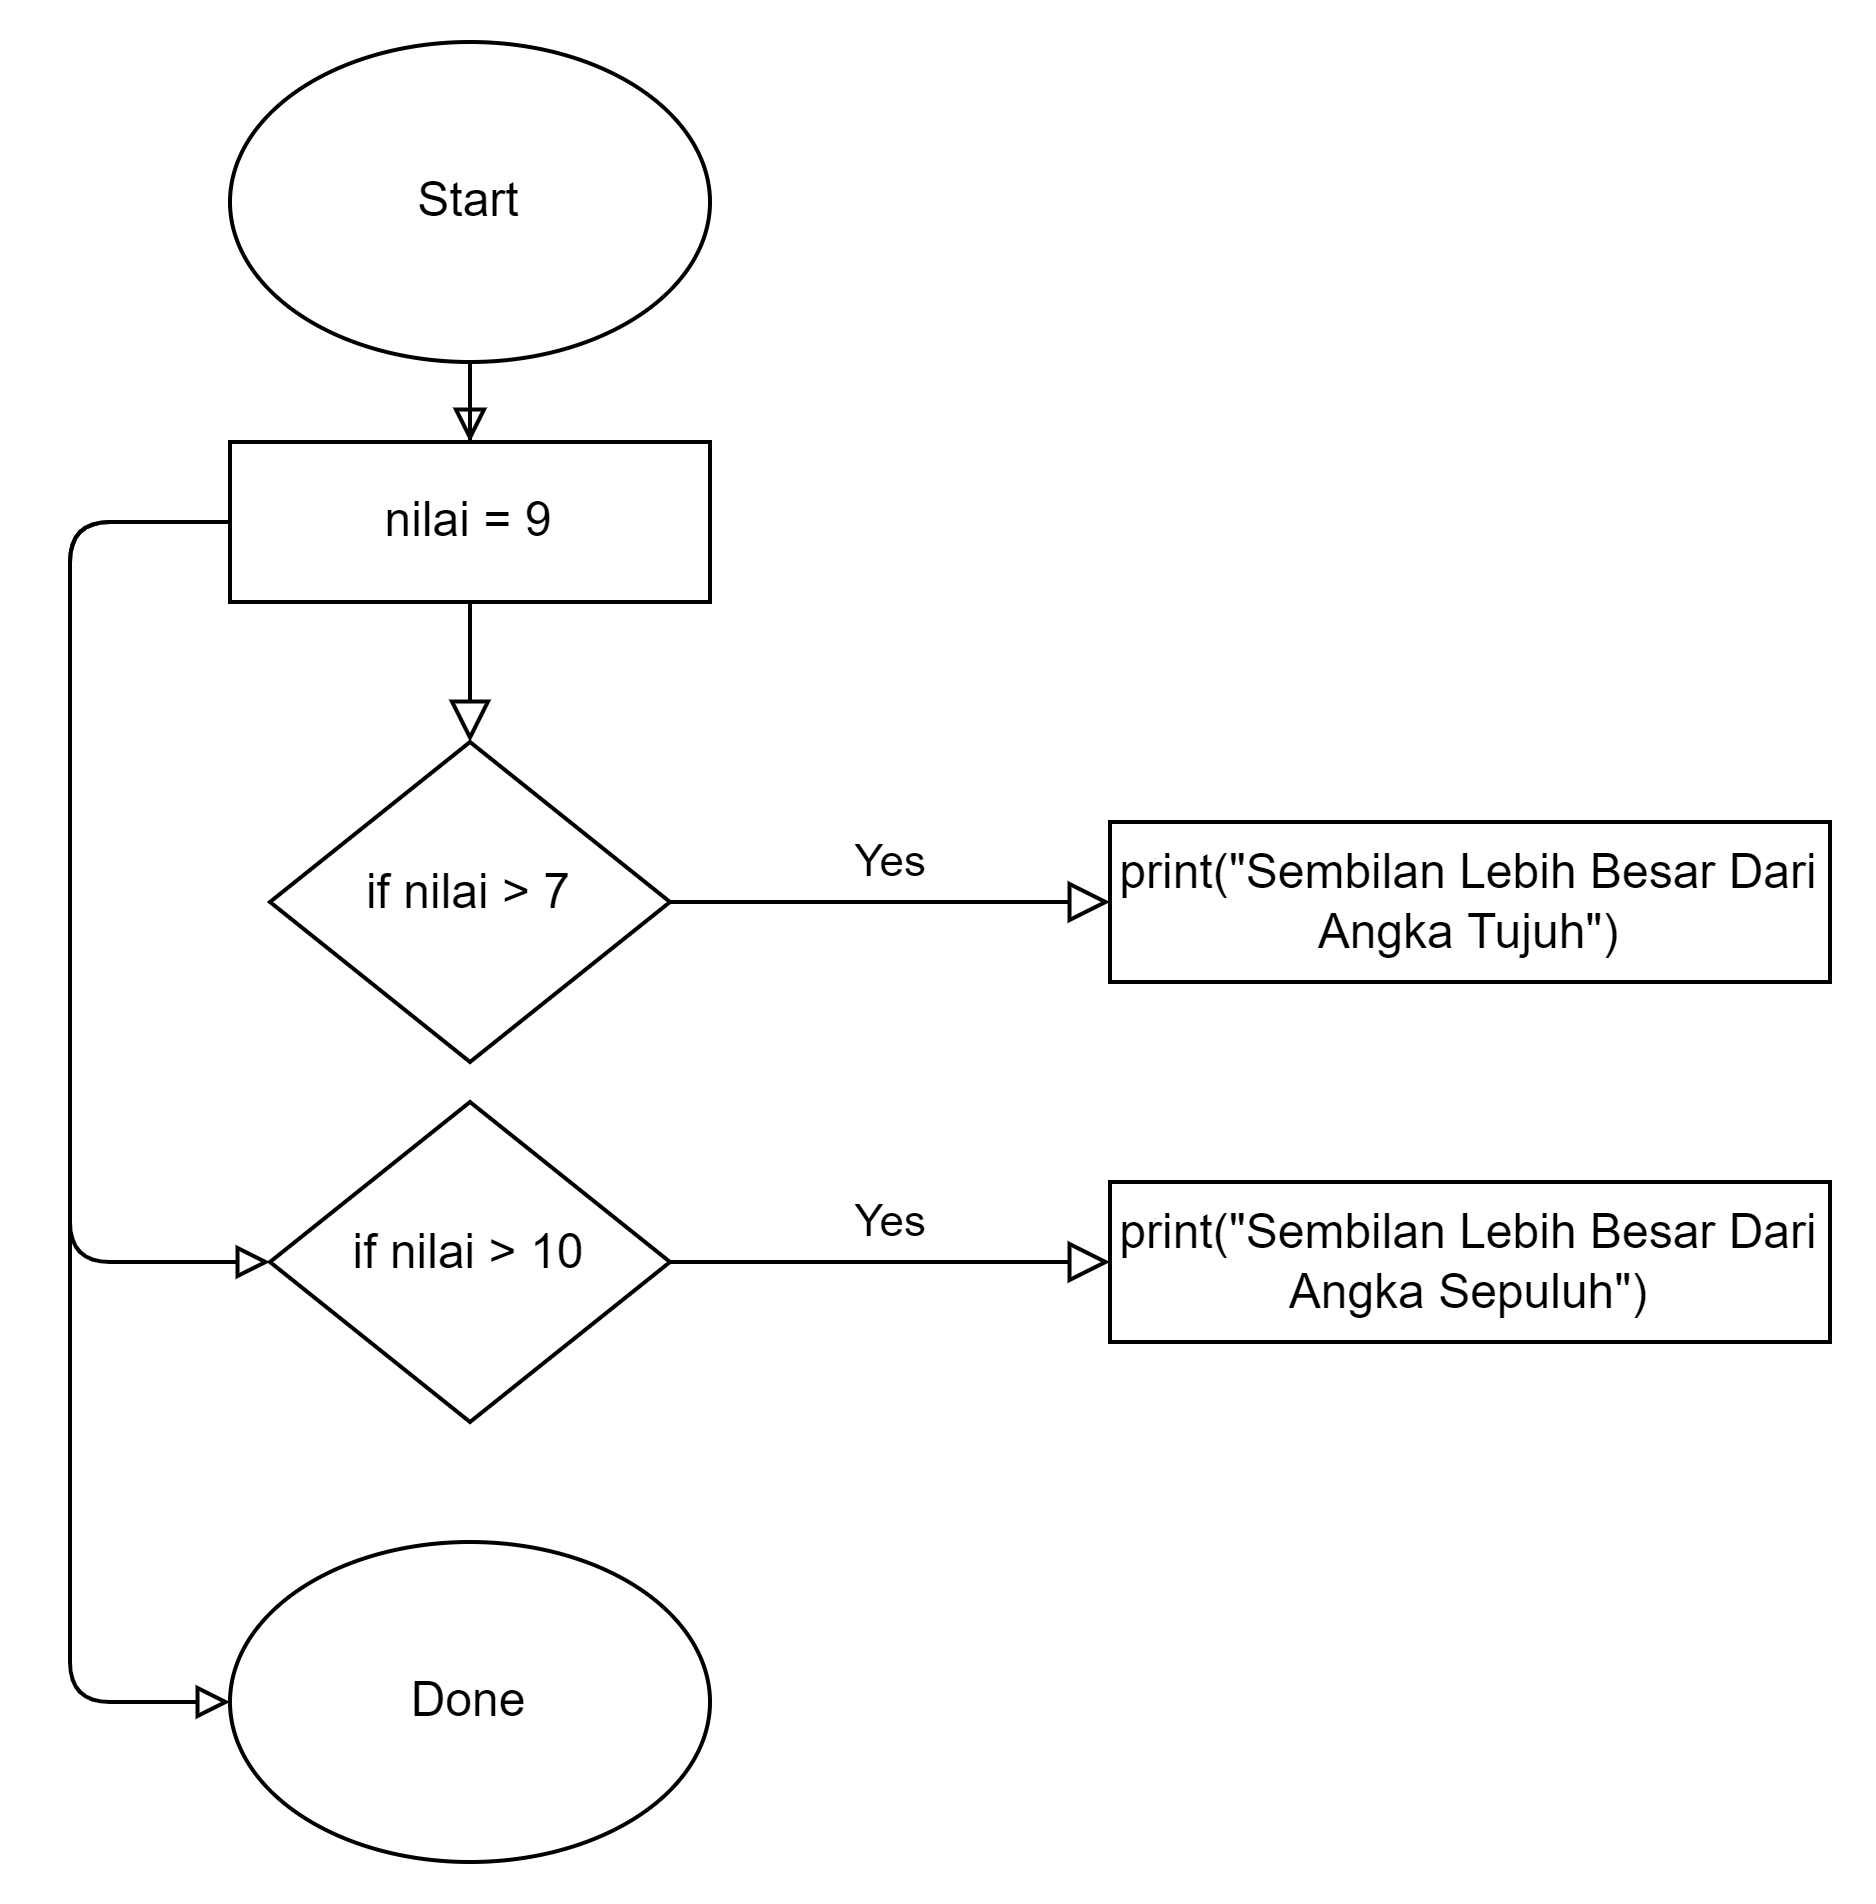 Start
nilai = 9
if nilai > 7
Yes
print("Sembilan Lebih Besar Dari
Angka Tujuh")
if nilai > 10
Yes
print("Sembilan Lebih Besar Dari
Angka Sepuluh")
Done